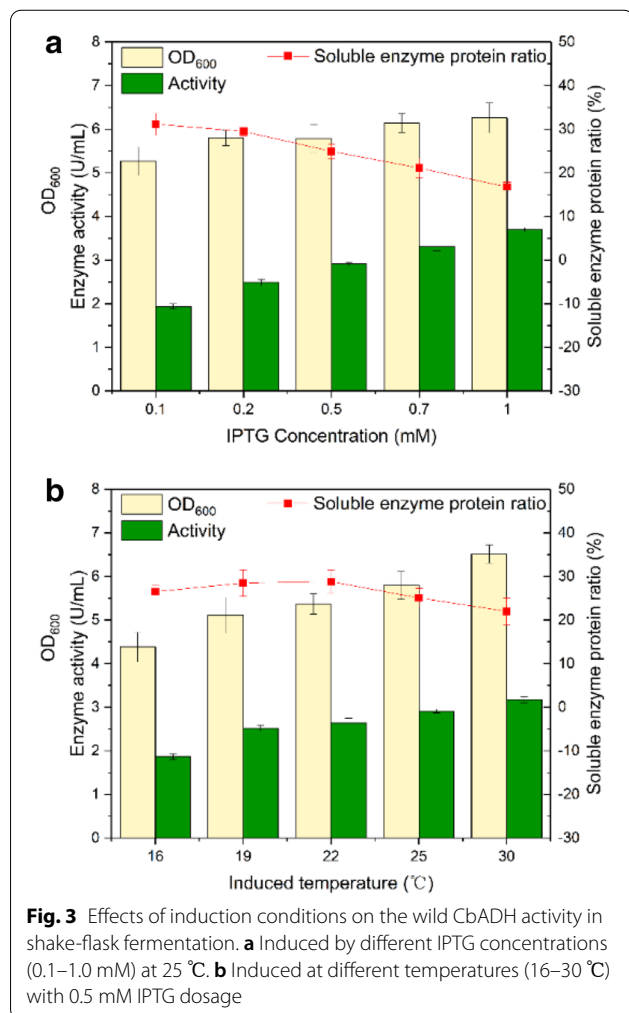 a
OD600
Activity
Soluble enzyme protein ratio
8
7
6
5
4
3
2
1
0
OD600
Enzyme activity (U/mL)
50
40
30
20
10
0
-10
-20
-30
Soluble enzyme protein ratio (%)
0.1 0.2 0.5 0.7 1
IPTG Concentration (mM)
b
OD600
Activity
Soluble enzyme protein ratio
8
7
6
5
4
3
2
1
0
OD600
Enzyme activity (U/mL)
50
40
30
20
10
0
-10
-20
-30
Soluble enzyme protein ratio (%)
16 19 22 25 30
Induced temperature (℃)
Fig. 3 Effects of induction conditions on the wild CbADH activity in
shake-flask fermentation. a Induced by different IPTG concentrations
(0.1–1.0 mM) at 25 ℃. b Induced at different temperatures (16–30 ℃)
with 0.5 mM IPTG dosage